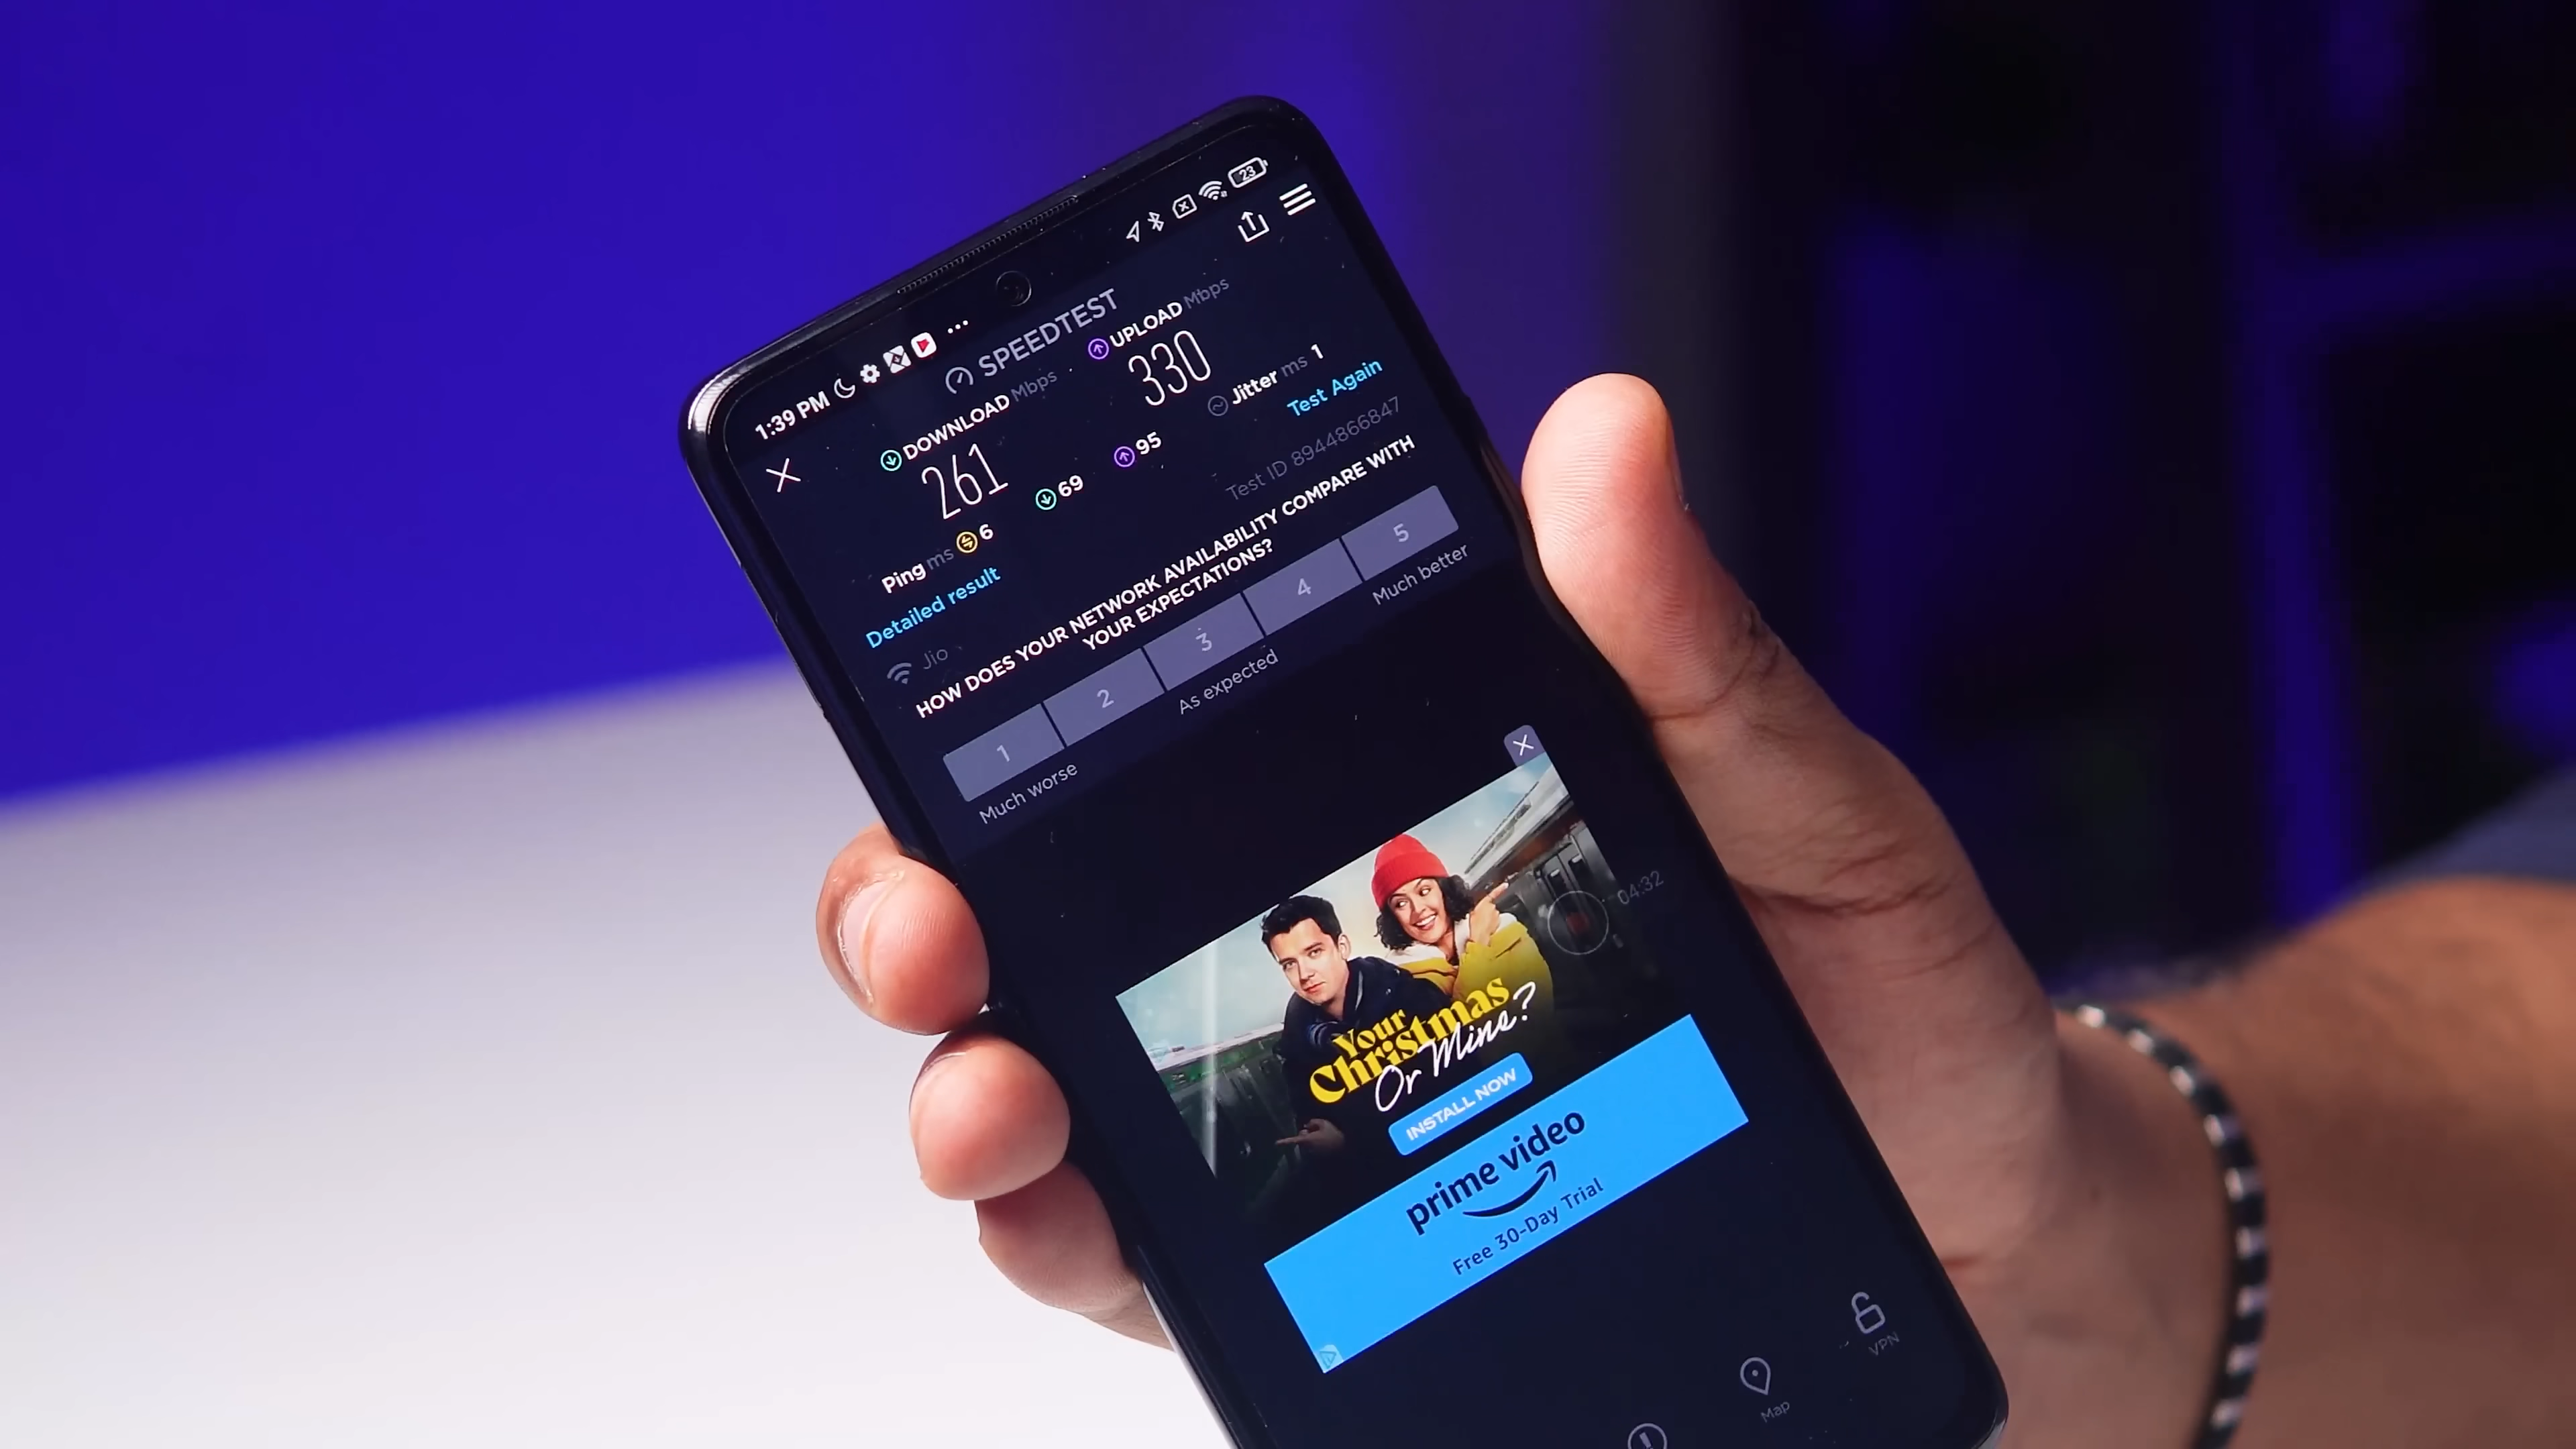 1:39 PM
23
SPEEDTEST
DOWNLOAD Mbps
261
UPLOAD Mbps
330
Ping ms 6
69
95
Jitter ms 1
Detailed result
Test Again
Jio
Test ID 8944866847
HOW DOES YOUR NETWORK AVAILABILITY COMPARE WITH
YOUR EXPECTATIONS?
1 2 3 4 5
Much worse As expected Much better
04:32
Your
Christmas
Or Mine?
INSTALL NOW
prime video
Free 30-Day Trial
Map
VPN